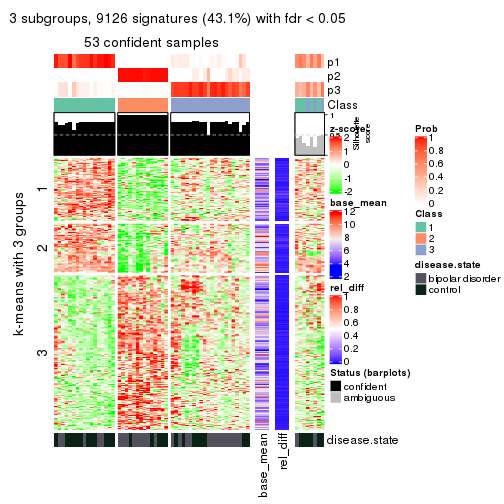 3 subgroups, 9126 signatures (43.1%) with fdr < 0.05
53 confident samples
p1
p2
p3
Class
1
0
Silhouette
score
k-means with 3 groups
1
2
3
z-score
2
1
0
-1
-2
base_mean
12
10
8
6
4
2
rel_diff
1
0.8
0.6
0.4
0.2
0
Status (barplots)
confident
ambiguous
Prob
1
0.8
0.6
0.4
0.2
0
Class
1
2
3
disease.state
bipolar disorder
control
disease.state
base_mean
rel_diff